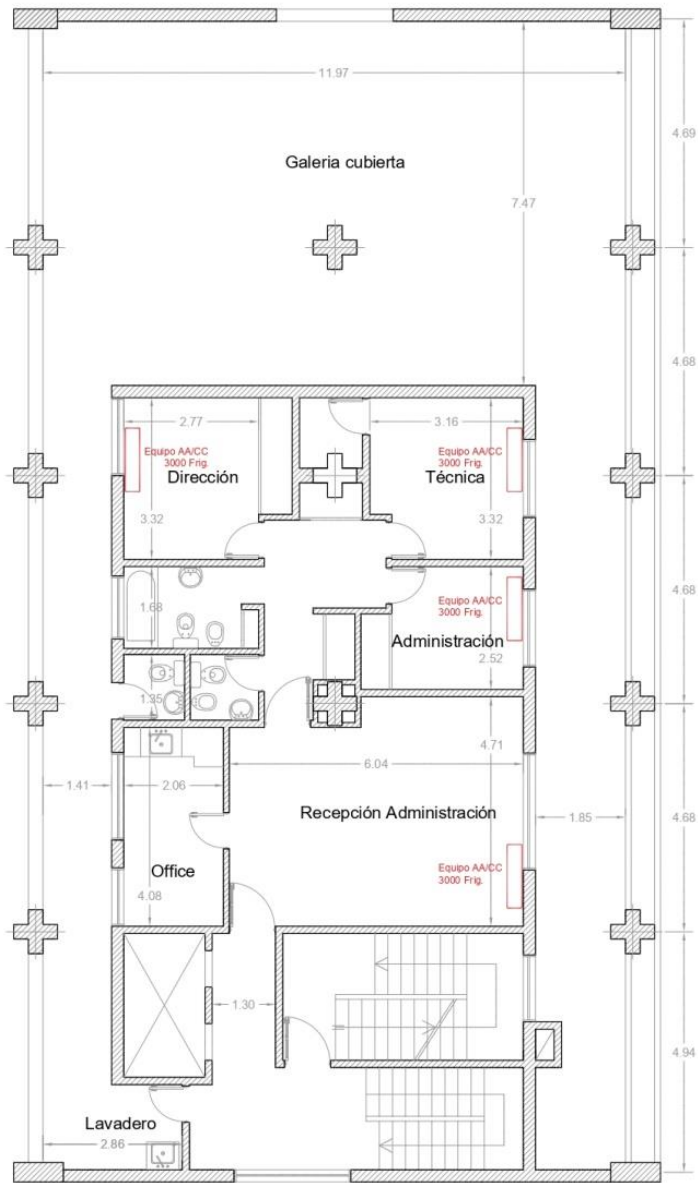 11.97
4.69
Galeria cubierta
7.47
4.68
2.77
3.16
Equipo AA/CC
3000 Frig.
Dirección
Equipo AA/CC
3000 Frig.
Técnica
3.32
3.32
4.68
1.68
Equipo AA/CC
3000 Frig.
Administración
2.52
1.35
4.71
6.04
1.41
2.06
Recepción Administración
1.85
4.68
Office
Equipo AA/CC
3000 Frig.
4.08
1.30
4.94
Lavadero
2.86